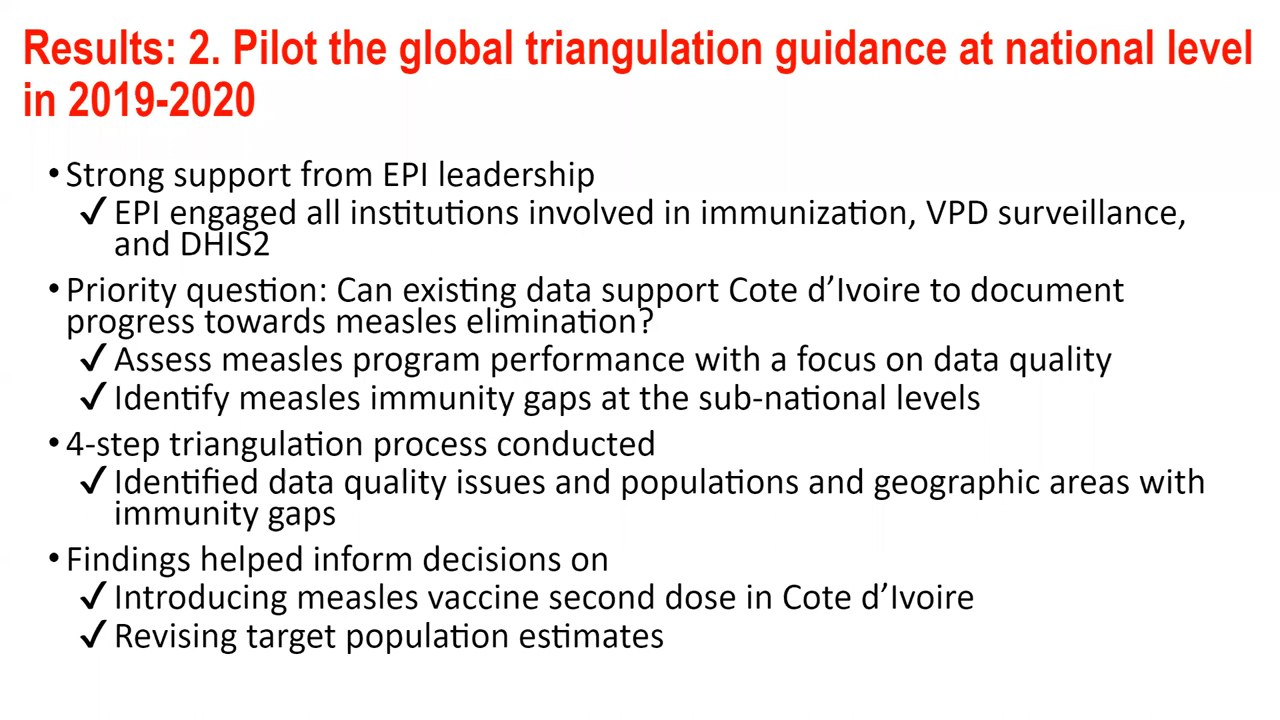 Results: 2. Pilot the global triangulation guidance at national level
in 2019-2020
• Strong support from EPI leadership
✓ EPI engaged all institutions involved in immunization, VPD surveillance,
and DHIS2
• Priority question: Can existing data support Cote d’Ivoire to document
progress towards measles elimination?
✓ Assess measles program performance with a focus on data quality
✓ Identify measles immunity gaps at the sub-national levels
• 4-step triangulation process conducted
✓ Identified data quality issues and populations and geographic areas with
immunity gaps
• Findings helped inform decisions on
✓ Introducing measles vaccine second dose in Cote d’Ivoire
✓ Revising target population estimates